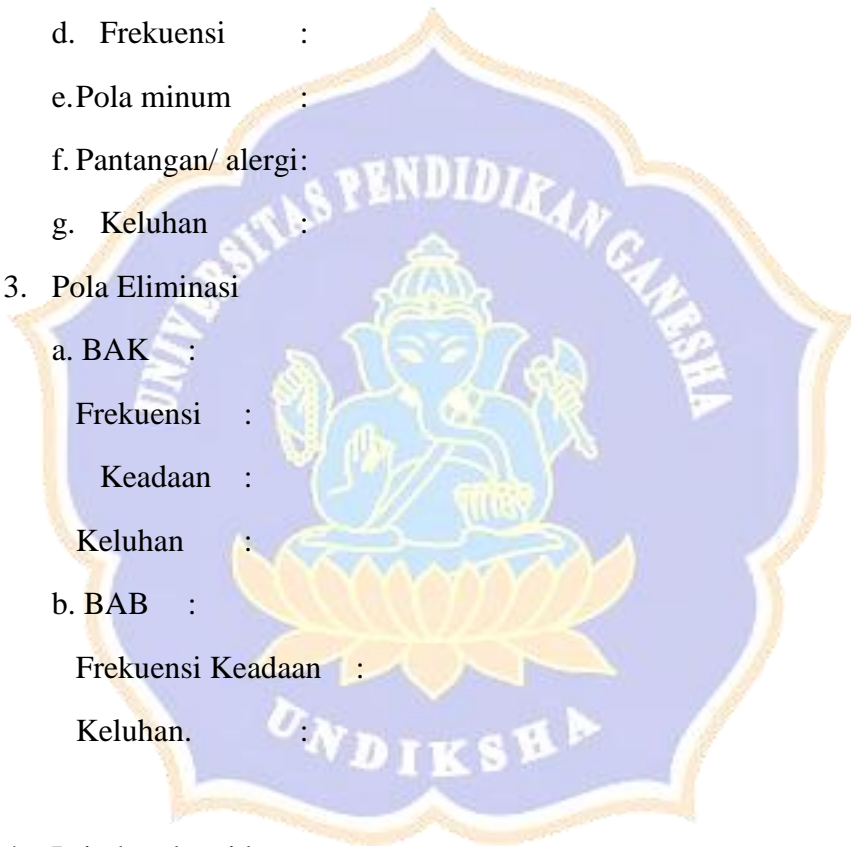 d. Frekuensi :
e.Pola minum :
f. Pantangan/ alergi:
g. Keluhan :
3. Pola Eliminasi
a. BAK :
Frekuensi :
Keadaan :
Keluhan :
b. BAB :
Frekuensi Keadaan :
Keluhan. :
UNIVERSITAS PENDIDIKAN GANESHA
UNDIKSHA